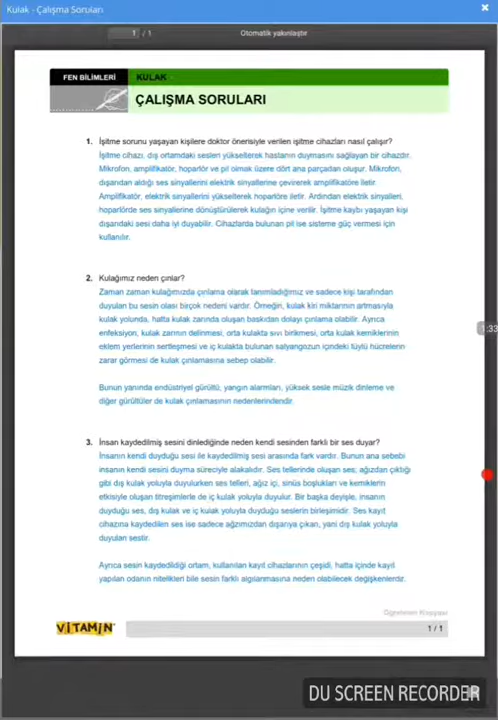 Kulak - Çalışma Soruları
1 / 1
Otomatik yakınlaştır
FEN BİLİMLERİ
KULAK
ÇALIŞMA SORULARI
1. İşitme sorunu yaşayan kişilere doktor önerisiyle verilen işitme cihazları nasıl çalışır?
İşitme cihazı, dış ortamdaki sesleri yükselterek hastanın duymasını sağlayan bir cihazdır.
Mikrofon, amplifikatör, hoparlör ve pil olmak üzere dört ana parçadan oluşur. Mikrofon,
dışarıdan aldığı ses sinyallerini elektrik sinyallerine çevirerek amplifikatöre iletir.
Amplifikatör, elektrik sinyallerini yükselterek hoparlöre iletir. Ardından elektrik sinyalleri,
hoparlörde ses sinyallerine dönüştürülerek kulağın içine verilir. İşitme kaybı yaşayan kişi
dışarıdaki sesi daha iyi duyabilir. Cihazlarda bulunan pil ise sisteme güç vermesi için
kullanılır.
2. Kulağımız neden çınlar?
Zaman zaman kulağımızda çınlama olarak tanımladığımız ve sadece kişi tarafından
duyulan bu sesin olası birçok nedeni vardır. Örneğin, kulak kiri miktarının artmasıyla
kulak yolunda, hatta kulak zarında oluşan baskıdan dolayı çınlama olabilir. Ayrıca
enfeksiyon, kulak zarının delinmesi, orta kulakta sıvı birikmesi, orta kulak kemiklerinin
eklem yerlerinin sertleşmesi ve iç kulakta bulunan salyangozun içindeki tüylü hücrelerin
zarar görmesi de kulak çınlamasına sebep olabilir.
Bunun yanında endüstriyel gürültü, yangın alarmları, yüksek sesle müzik dinleme ve
diğer gürültüler de kulak çınlamasının nedenlerindendir.
3. İnsan kaydedilmiş sesini dinlediğinde neden kendi sesinden farklı bir ses duyar?
İnsanın kendi duyduğu sesi ile kaydedilmiş sesi arasında fark vardır. Bunun ana sebebi
insanın kendi sesini duyma süreciyle alakalıdır. Ses tellerinde oluşan ses; ağızdan çıktığı
gibi dış kulak yoluyla duyulurken ses telleri, ağız içi, sinüs boşlukları ve kemiklerin
etkisiyle oluşan titreşimlerle de iç kulak yoluyla duyulur. Bir başka deyişle, insanın
duyduğu ses, dış kulak ve iç kulak yoluyla duyduğu seslerin birleşimidir. Ses kayıt
cihazına kaydedilen ses ise sadece ağzımızdan dışarıya çıkan, yani dış kulak yoluyla
duyulan sestir.
Ayrıca sesin kaydedildiği ortam, kullanılan kayıt cihazlarının çeşidi, hatta içinde kayıt
yapılan odanın nitelikleri bile sesin farklı algılanmasına neden olabilecek değişkenlerdir.
Öğretmen Kopyası
VİTAMİN
1 / 1
1:33
DU SCREEN RECORDER